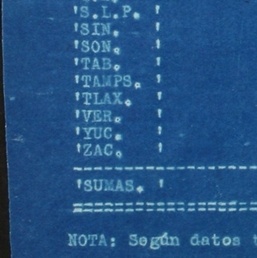 'S.L.P. '
'SIN. '
'SON. '
'TAB. '
'TAMPS. '
'TLAX. '
'VER. '
'YUC. '
'ZAC. '
'SUMAS. '
NOTA: Según datos